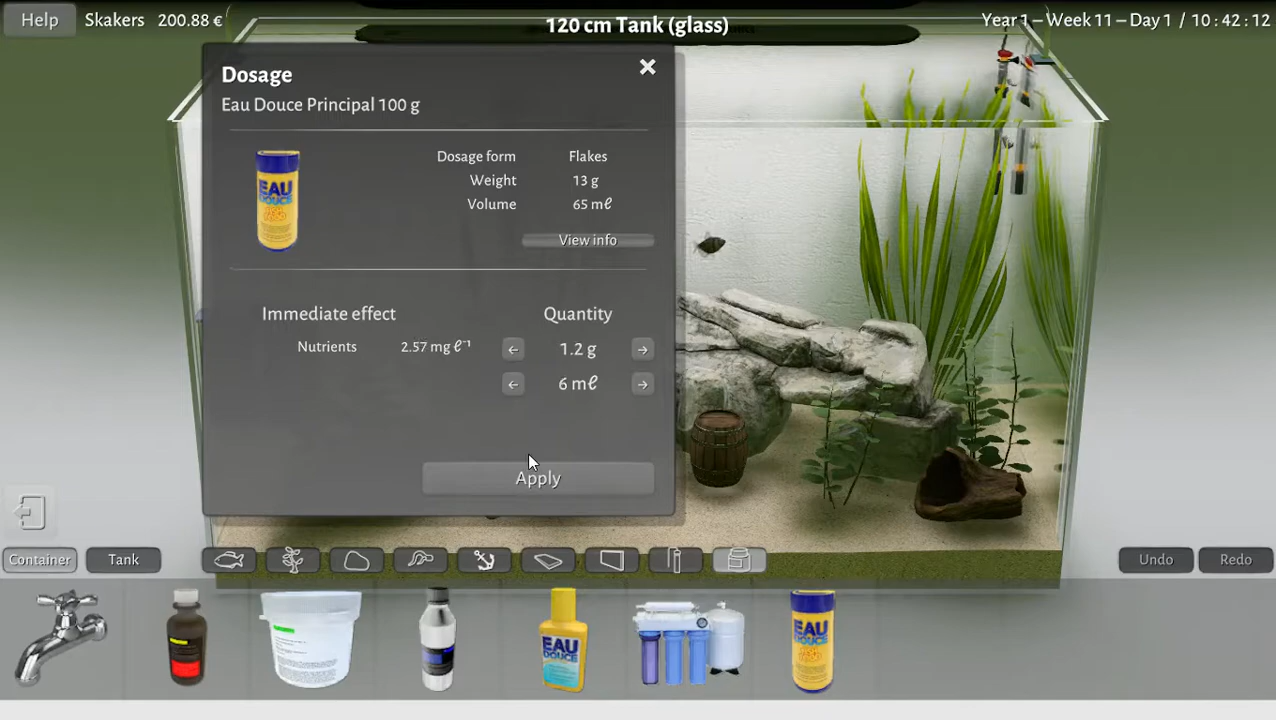 Help
Skakers 200.88 €
120 cm Tank (glass)
Year 1 – Week 11 – Day 1 / 10:42:12
Dosage
Eau Douce Principal 100 g
Dosage form Flakes
Weight 13 g
Volume 65 mℓ
EAU
DOUCE
View info
Immediate effect
Quantity
Nutrients 2.57 mg ℓ⁻¹
1.2 g
6 mℓ
Apply
Container
Tank
Undo
Redo
EAU
DOUCE
EAU
DOUCE